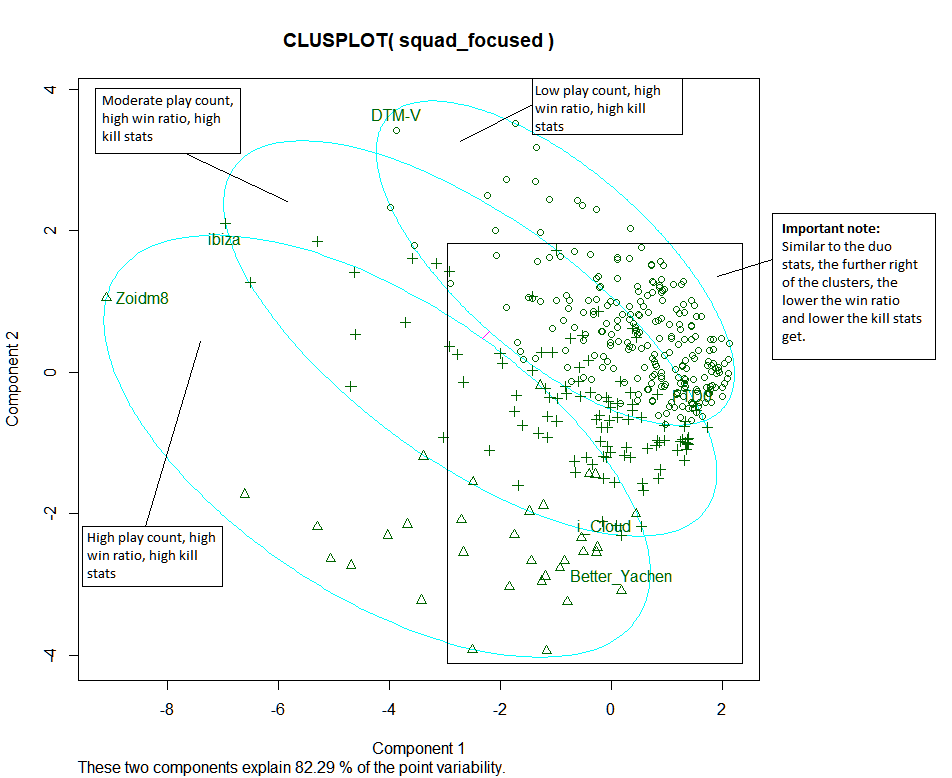 CLUSPLOT( squad_focused )
Moderate play count,
high win ratio, high
kill stats
Low play count, high
win ratio, high kill
stats
DTM-V
ibiza
Zoidm8
Important note:
Similar to the duo
stats, the further right
of the clusters, the
lower the win ratio
and lower the kill stats
get.
High play count, high
win ratio, high kill
stats
i_Cloud
Better_Yachen
Component 2
4
2
0
-2
-4
-8
-6
-4
-2
0
2
Component 1
These two components explain 82.29 % of the point variability.